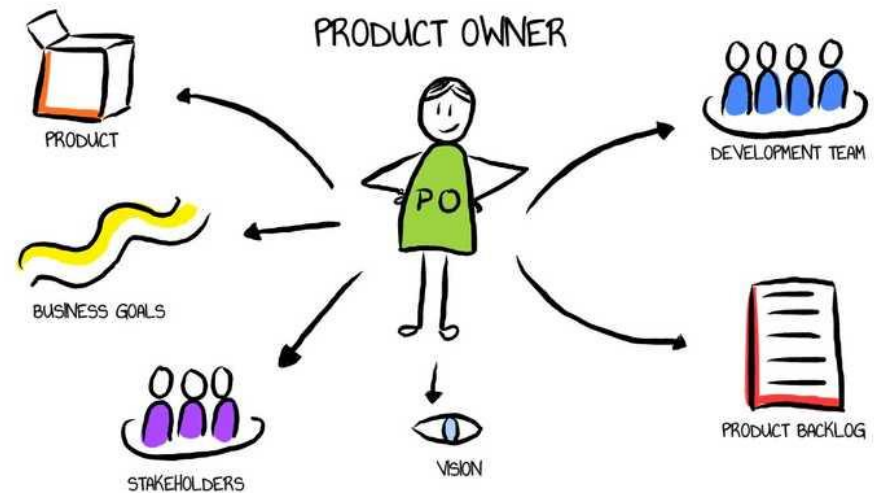 PRODUCT OWNER
PRODUCT
DEVELOPMENT TEAM
PO
BUSINESS GOALS
PRODUCT BACKLOG
STAKEHOLDERS
VISION